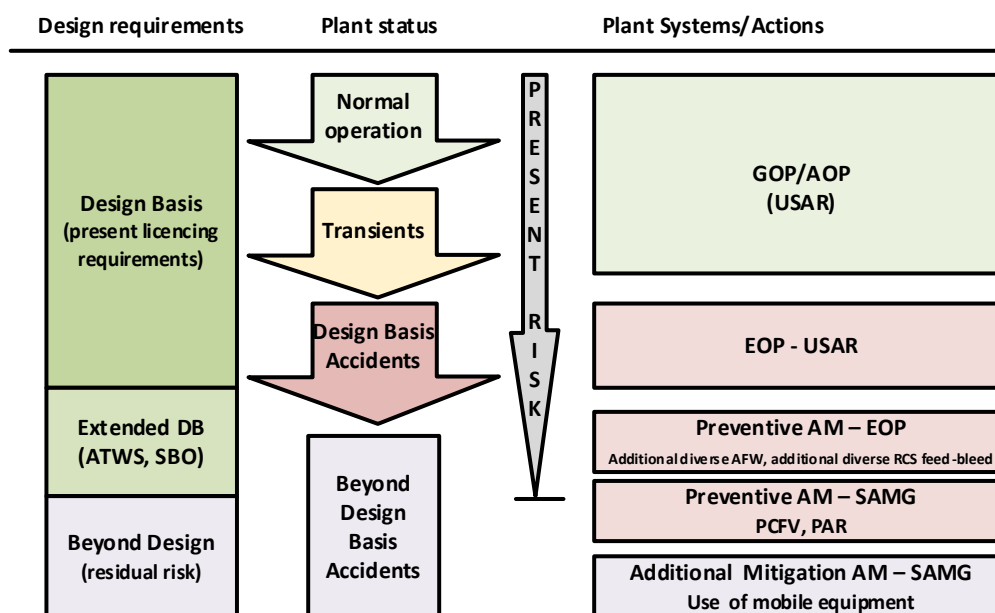 Design requirements
Plant status
Plant Systems/Actions
Design Basis
(present licencing
requirements)
Extended DB
(ATWS, SBO)
Beyond Design
(residual risk)
Normal
operation
Transients
Design Basis
Accidents
Beyond
Design
Basis
Accidents
PRESENT RISK
GOP/AOP
(USAR)
EOP - USAR
Preventive AM – EOP
Additional diverse AFW, additional diverse RCS feed-bleed
Preventive AM – SAMG
PCFV, PAR
Additional Mitigation AM – SAMG
Use of mobile equipment